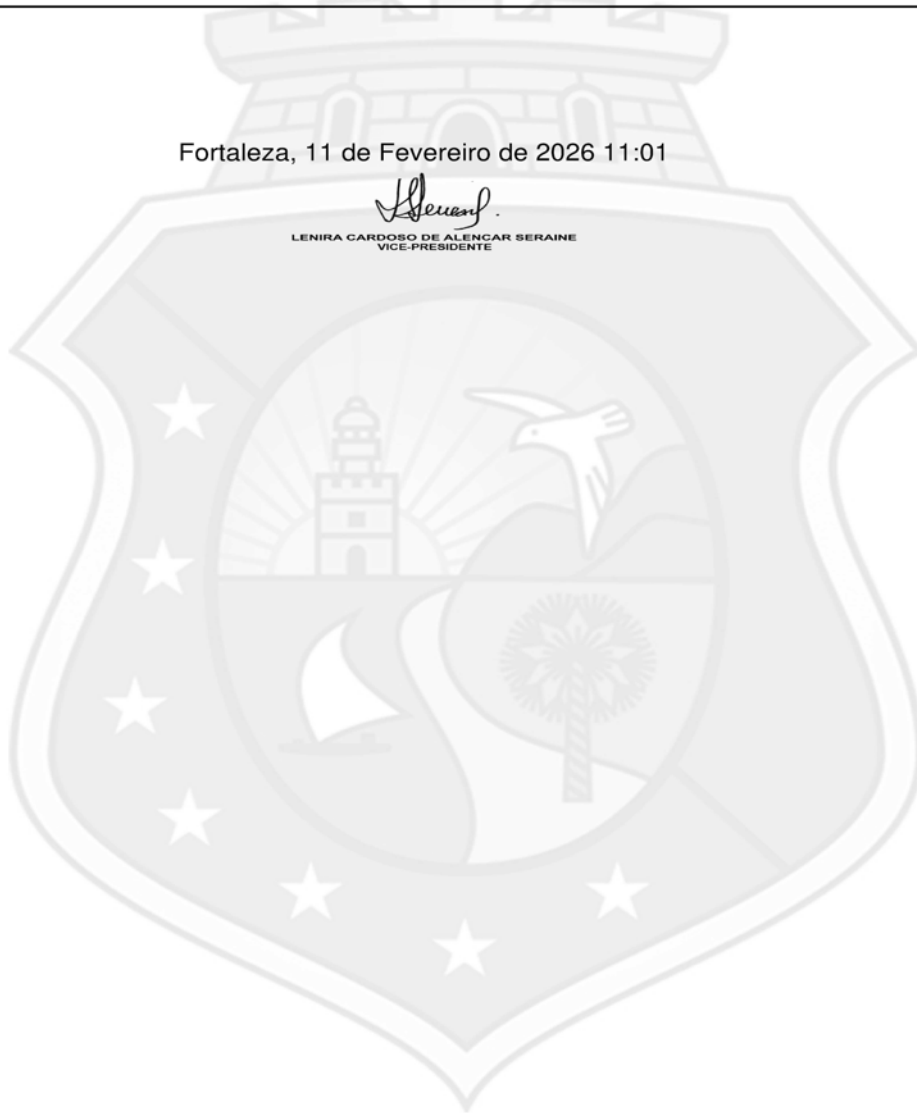 Fortaleza, 11 de Fevereiro de 2026 11:01
LENIRA CARDOSO DE ALENCAR SERAINE
VICE-PRESIDENTE